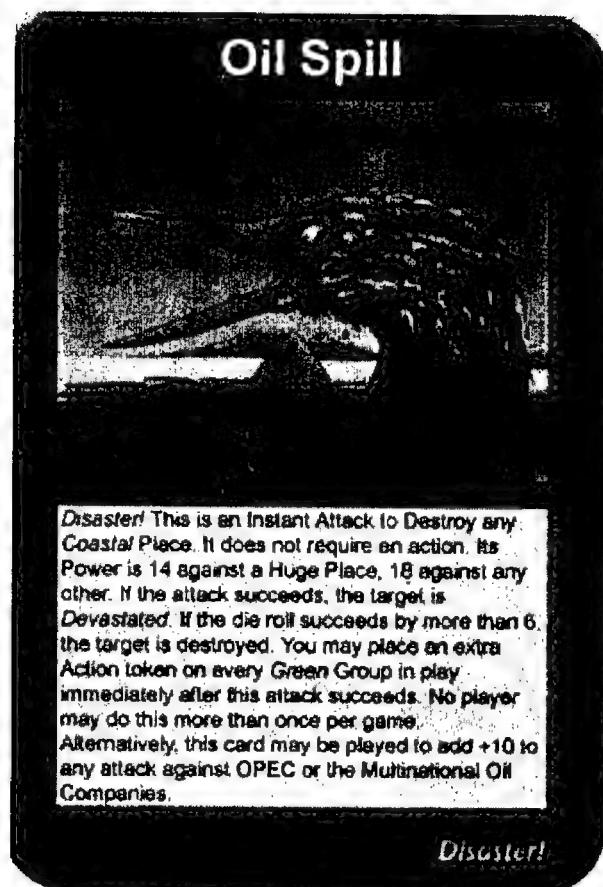 Oil Spill
Disaster! This is an Instant Attack to Destroy any
Coastal Place. It does not require an action. Its
Power is 14 against a Huge Place, 18 against any
other. If the attack succeeds, the target is
Devastated. If the die roll succeeds by more than 6,
the target is destroyed. You may place an extra
Action token on every Green Group in play
immediately after this attack succeeds. No player
may do this more than once per game.
Alternatively, this card may be played to add +10 to
any attack against OPEC or the Multinational Oil
Companies.
Disaster!